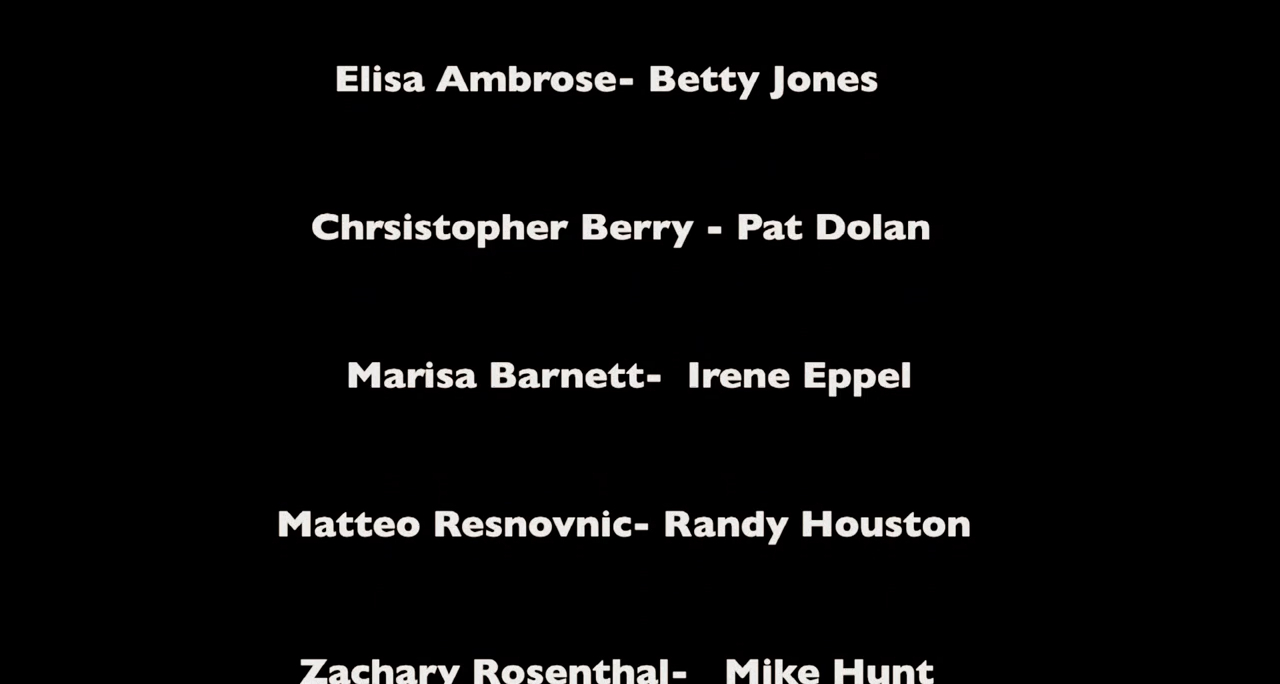 Elisa Ambrose- Betty Jones
Chrsistopher Berry - Pat Dolan
Marisa Barnett-  Irene Eppel
Matteo Resnovnic- Randy Houston
Zachary Rosenthal-   Mike Hunt